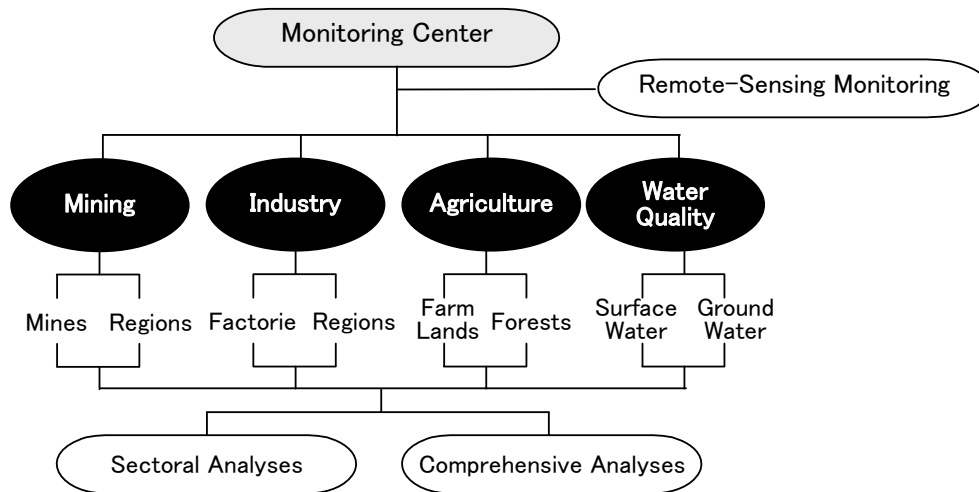 Monitoring Center
Remote-Sensing Monitoring
Mining
Industry
Agriculture
Water
Quality
Mines
Regions
Factorie
Regions
Farm
Lands
Forests
Surface
Water
Ground
Water
Sectoral Analyses
Comprehensive Analyses